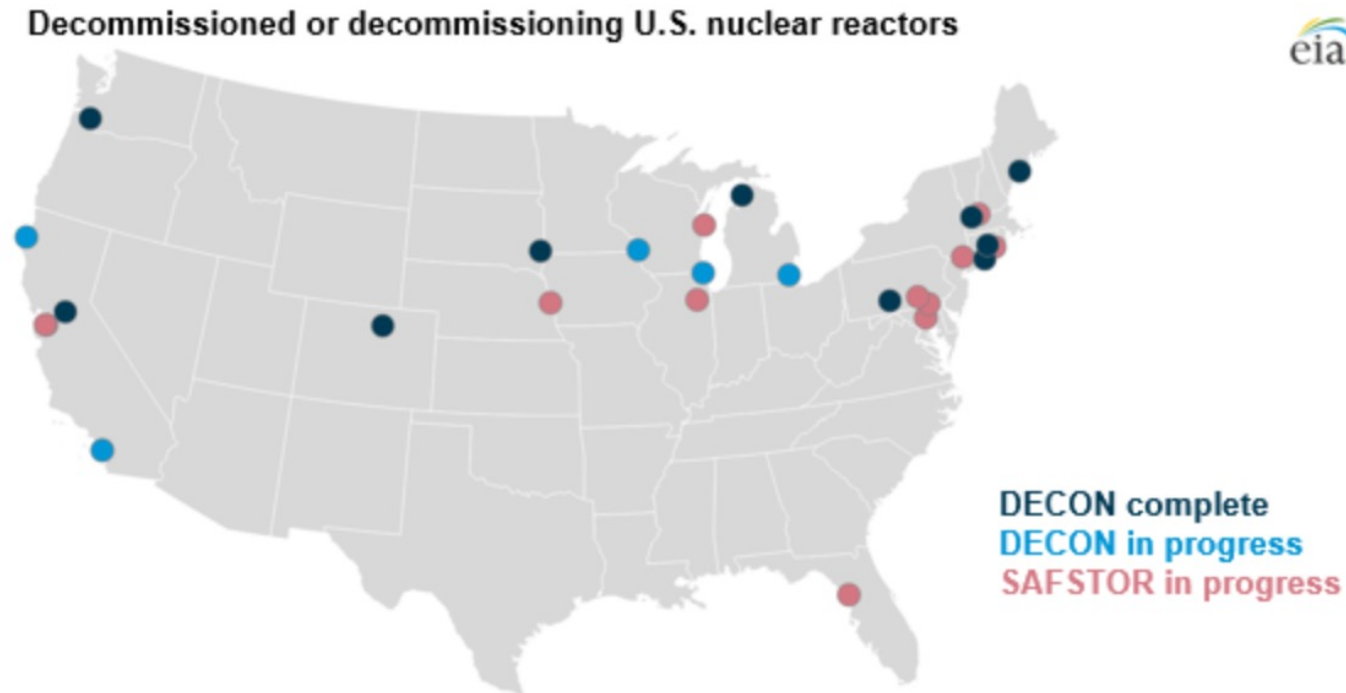 Decommissioned or decommissioning U.S. nuclear reactors
eia
DECON complete
DECON in progress
SAFSTOR in progress